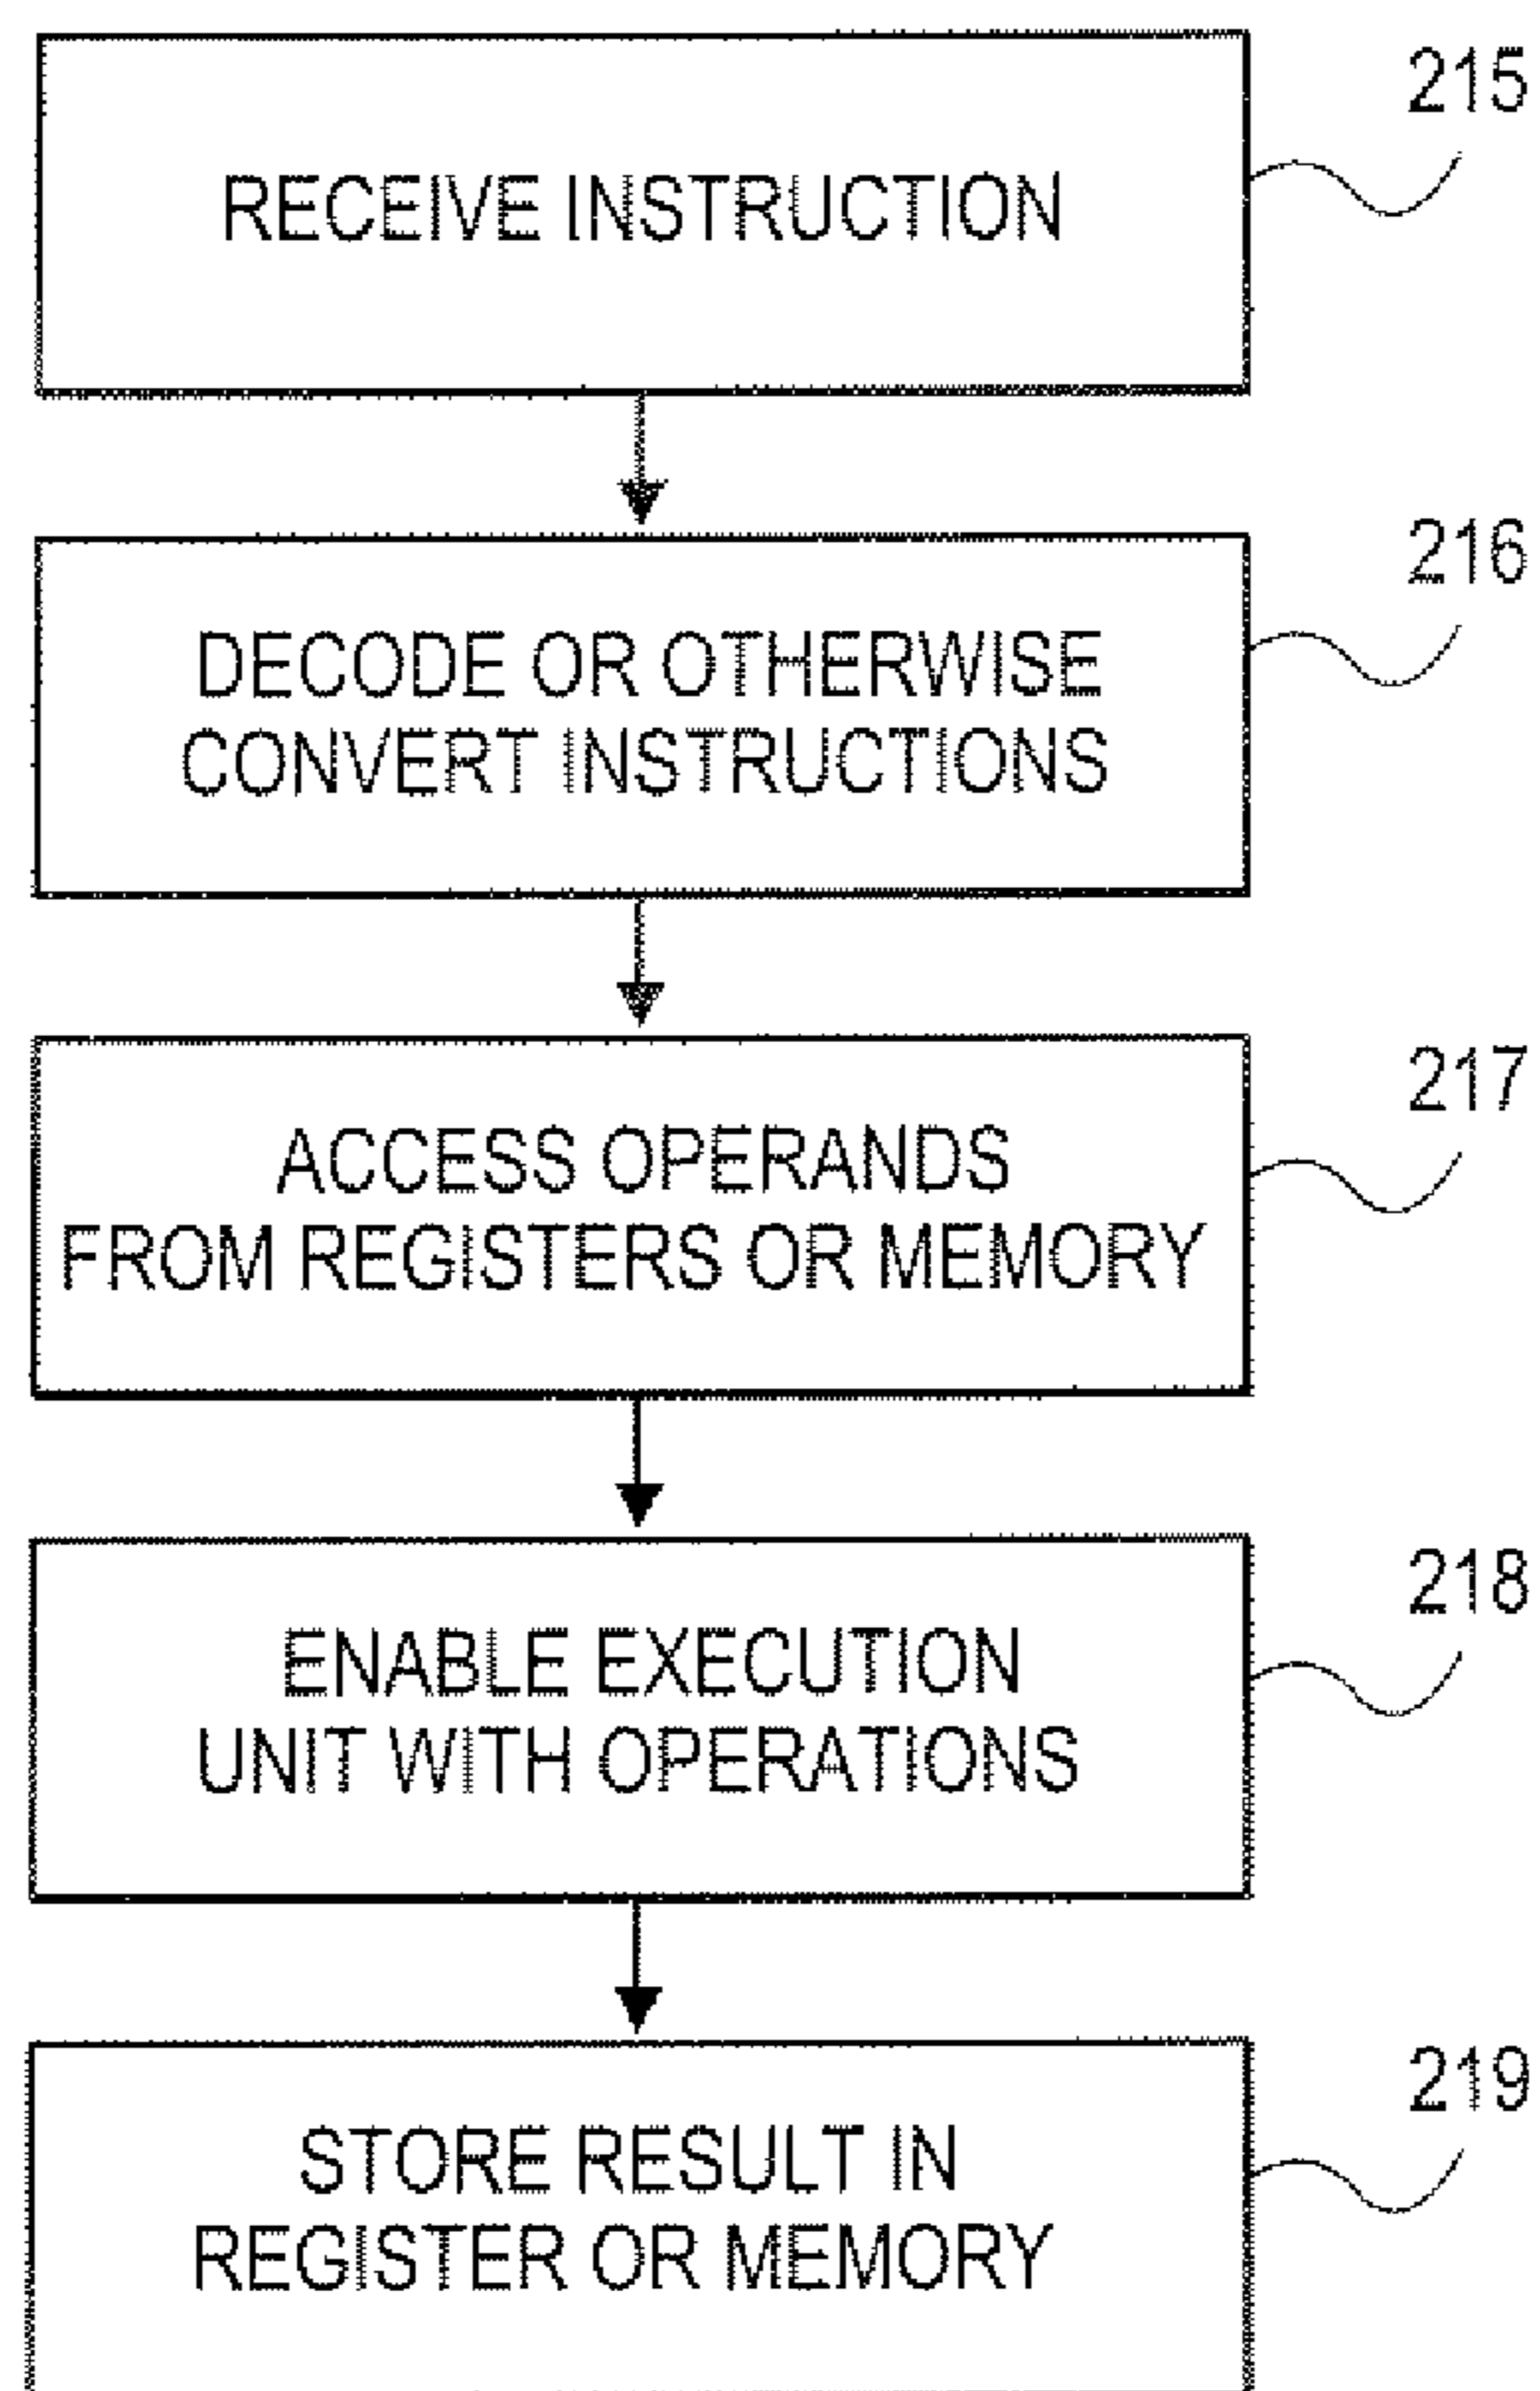 215
RECEIVE INSTRUCTION
216
DECODE OR OTHERWISE
CONVERT INSTRUCTIONS
217
ACCESS OPERANDS
FROM REGISTERS OR MEMORY
218
ENABLE EXECUTION
UNIT WITH OPERATIONS
219
STORE RESULT IN
REGISTER OR MEMORY